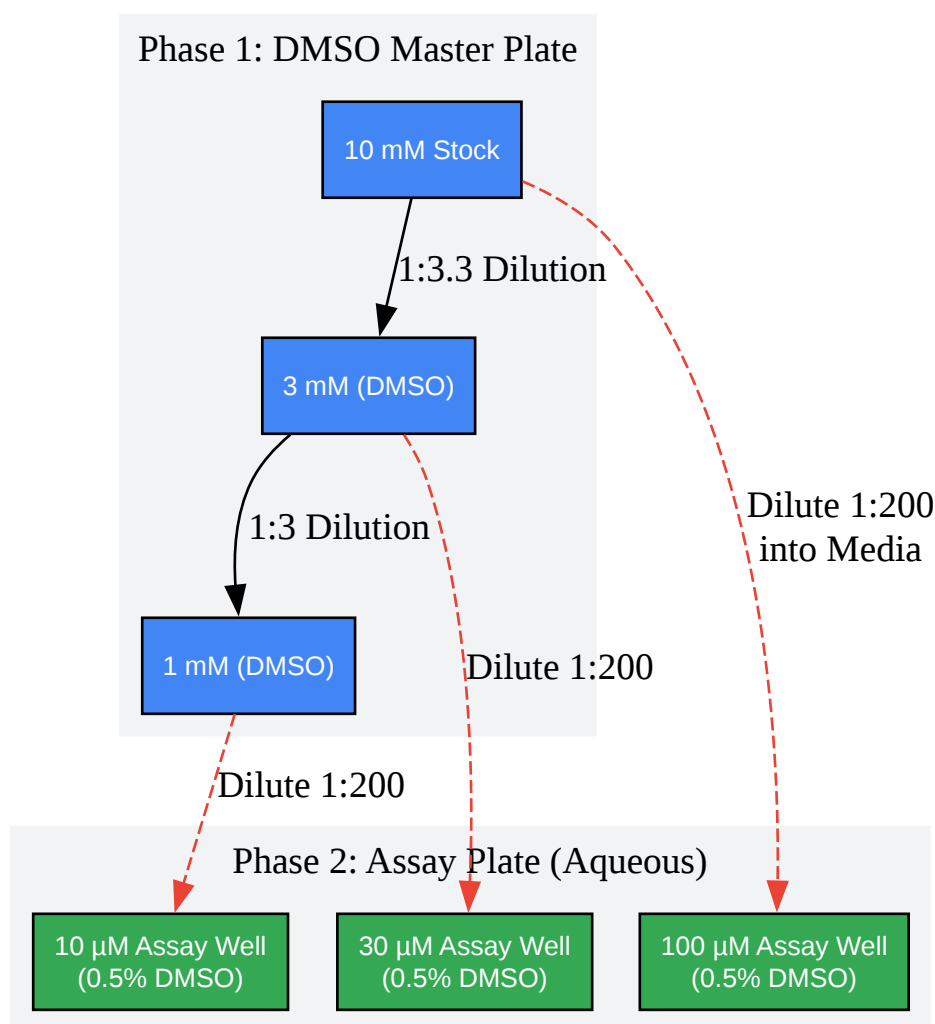 Phase 1: DMSO Master Plate
10 mM Stock
1:3.3 Dilution
3 mM (DMSO)
1:3 Dilution
Dilute 1:200
into Media
1 mM (DMSO)
Dilute 1:200
Dilute 1:200
Phase 2: Assay Plate (Aqueous)
10 µM Assay Well
(0.5% DMSO)
30 µM Assay Well
(0.5% DMSO)
100 µM Assay Well
(0.5% DMSO)